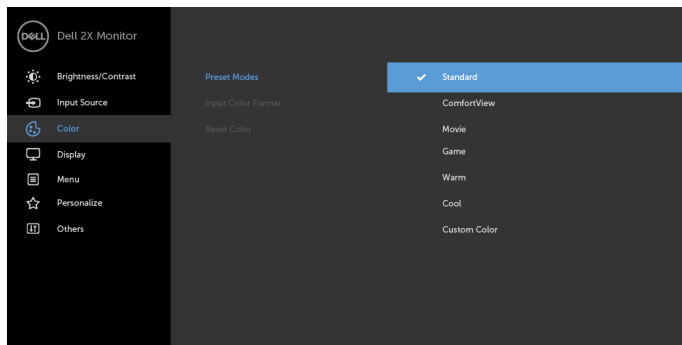 DELL Dell 2X Monitor
Brightness/Contrast Preset Modes Standard
Input Source Input Color Format ComfortView
Color Reset Color Movie
Display Game
Menu Warm
Personalize Cool
Others Custom Color